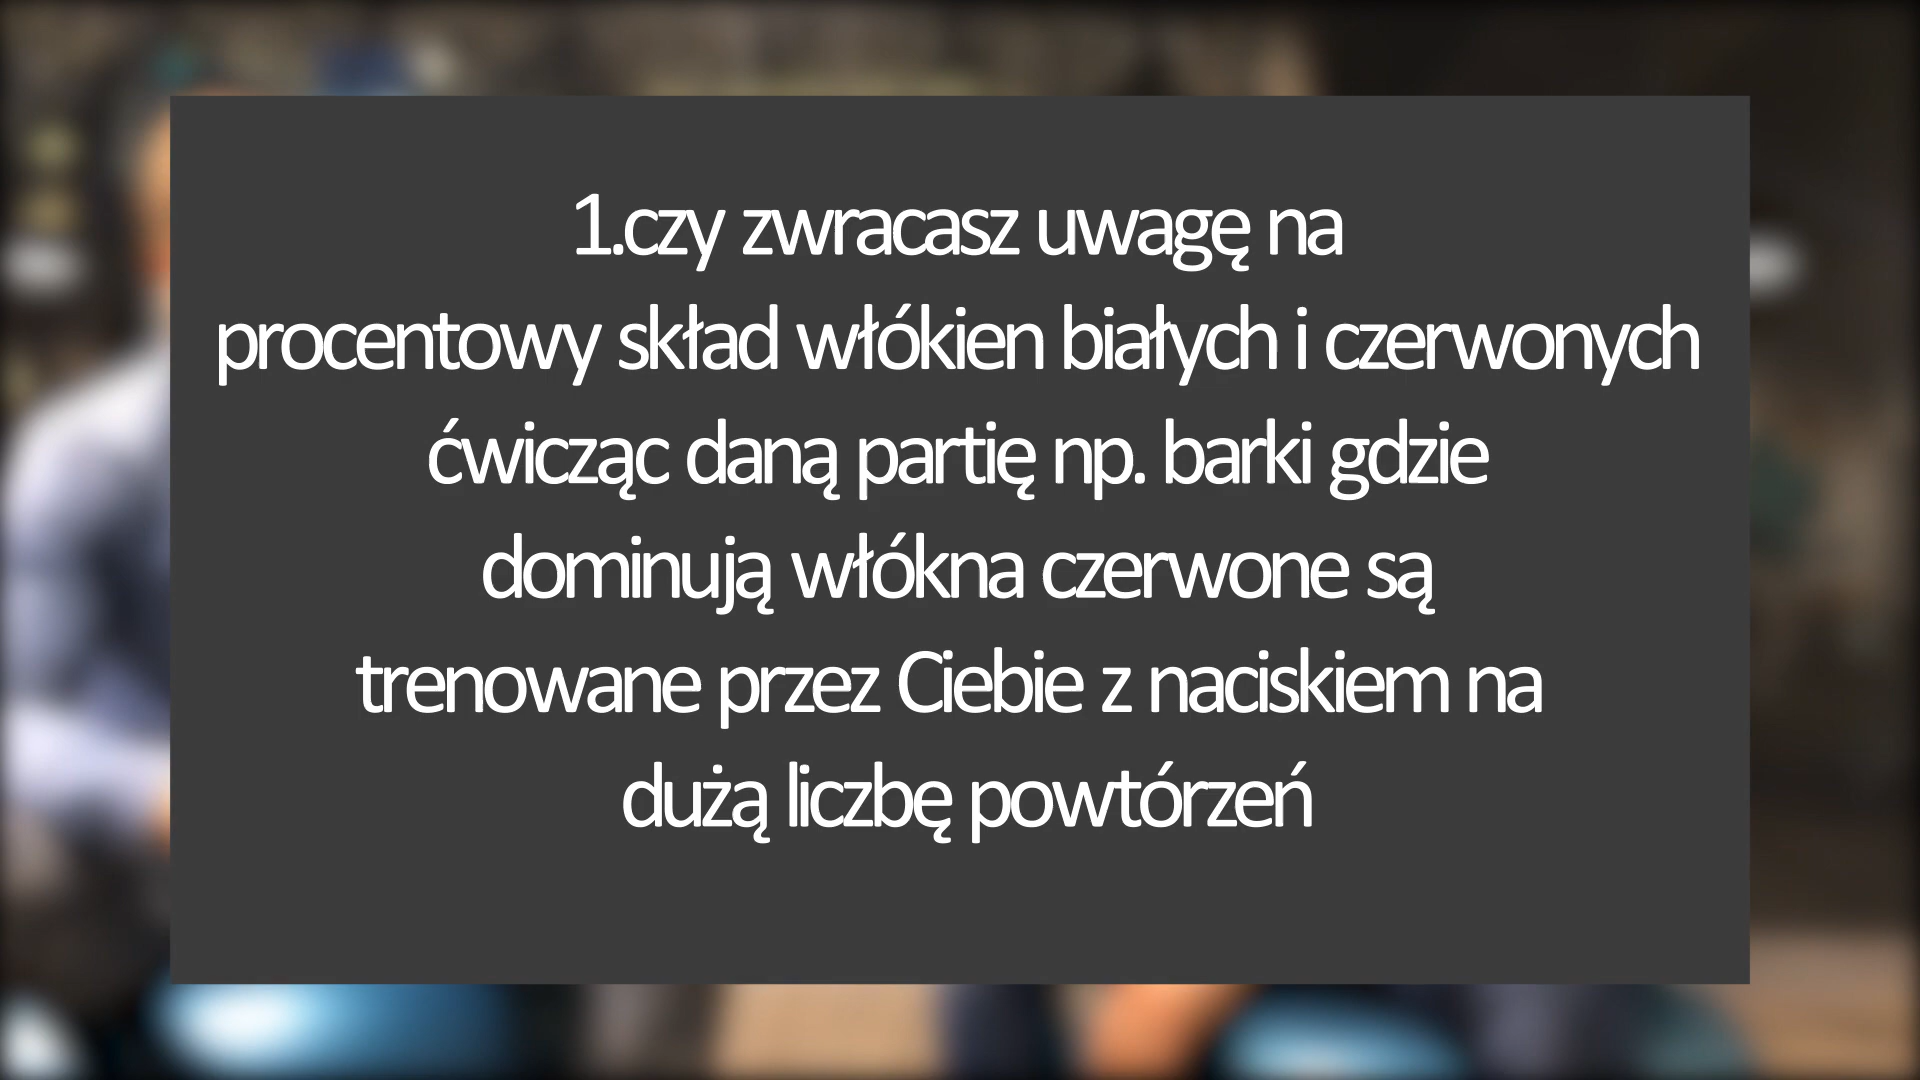 1.czy zwracasz uwagę na
procentowy skład włókien białych i czerwonych
ćwicząc daną partię np. barki gdzie
dominują włókna czerwone są
trenowane przez Ciebie z naciskiem na
dużą liczbę powtórzeń